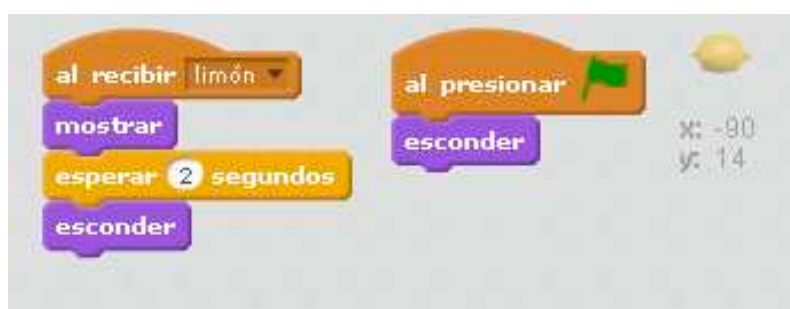 al recibir limón
mostrar
esperar 2 segundos
esconder
al presionar
esconder
x: -90
y: 14